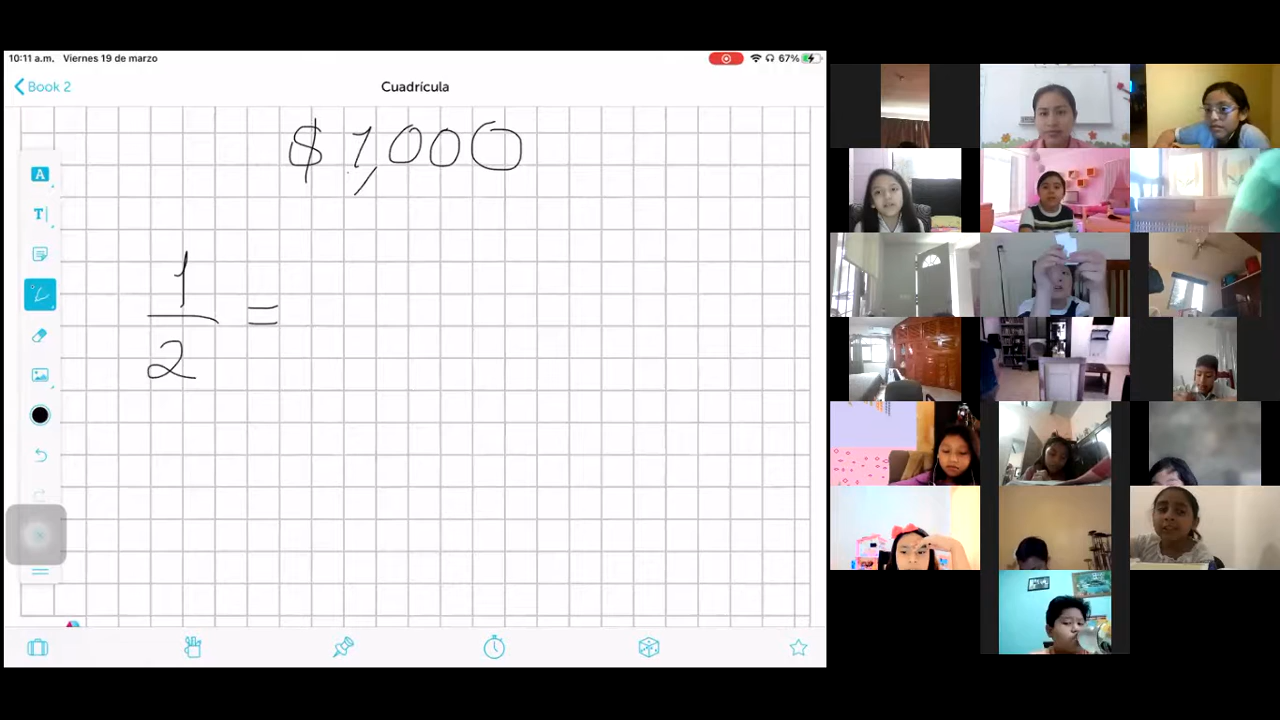 10:11 a.m. Viernes 19 de marzo
67%
Book 2
Cuadrícula
$1,000
1
2
=
A
T